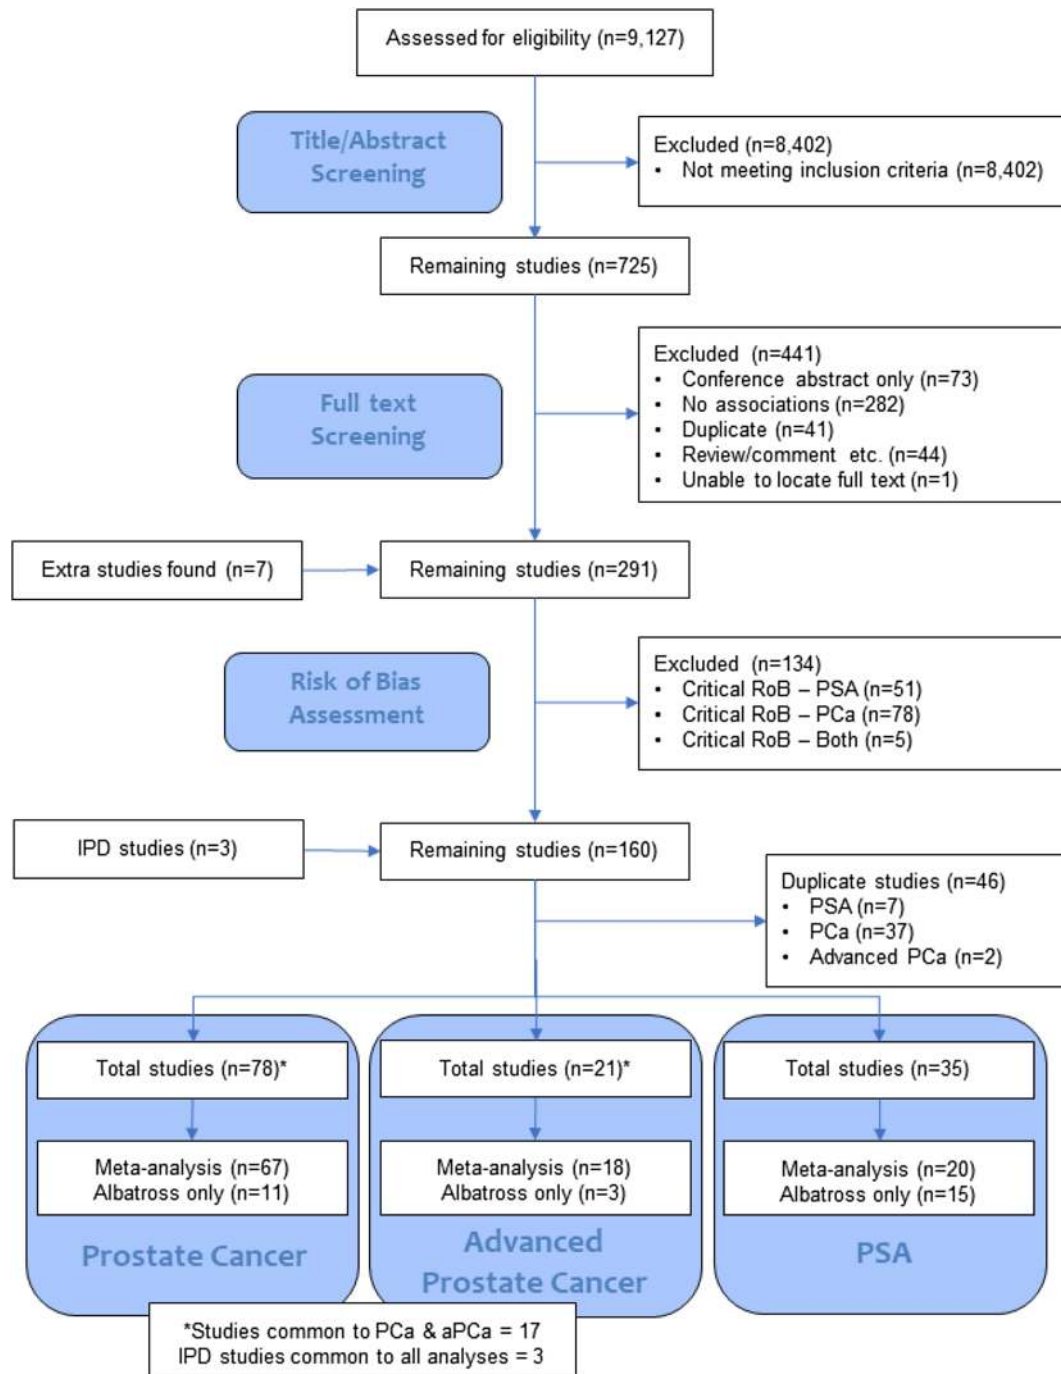 Assessed for eligibility (n=9,127)
Title/Abstract
Screening
Excluded (n=8,402)
• Not meeting inclusion criteria (n=8,402)
Remaining studies (n=725)
Full text
Screening
Excluded (n=441)
• Conference abstract only (n=73)
• No associations (n=282)
• Duplicate (n=41)
• Review/comment etc. (n=44)
• Unable to locate full text (n=1)
Extra studies found (n=7)
Remaining studies (n=291)
Risk of Bias
Assessment
Excluded (n=134)
• Critical RoB – PSA (n=51)
• Critical RoB – PCa (n=78)
• Critical RoB – Both (n=5)
IPD studies (n=3)
Remaining studies (n=160)
Duplicate studies (n=46)
• PSA (n=7)
• PCa (n=37)
• Advanced PCa (n=2)
Total studies (n=78)*
Meta-analysis (n=67)
Albatross only (n=11)
Prostate Cancer
Total studies (n=21)*
Meta-analysis (n=18)
Albatross only (n=3)
Advanced
Prostate Cancer
Total studies (n=35)
Meta-analysis (n=20)
Albatross only (n=15)
PSA
*Studies common to PCa & aPCa = 17
IPD studies common to all analyses = 3